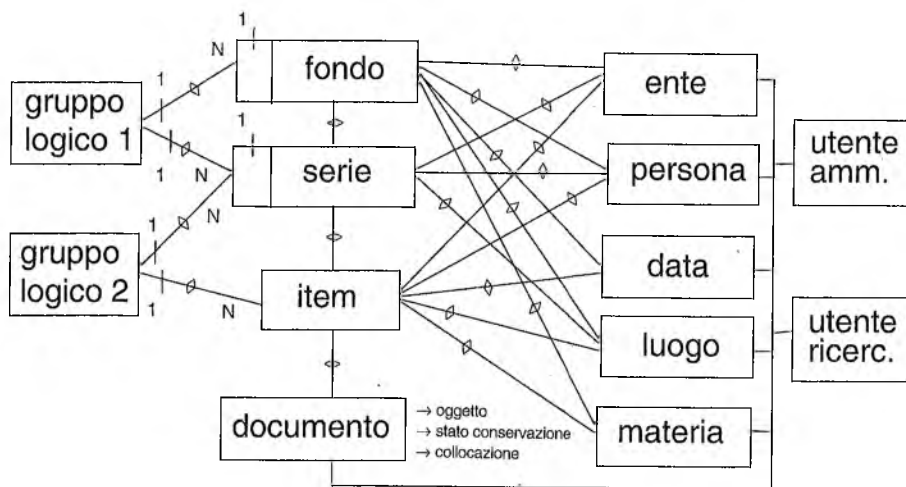 1
N
fondo
ente
1
gruppo
logico 1
1
1
N
serie
persona
utente
amm.
1
N
gruppo
logico 2
1
N
item
data
luogo
utente
ricerc.
documento
→ oggetto
→ stato conservazione
→ collocazione
materia